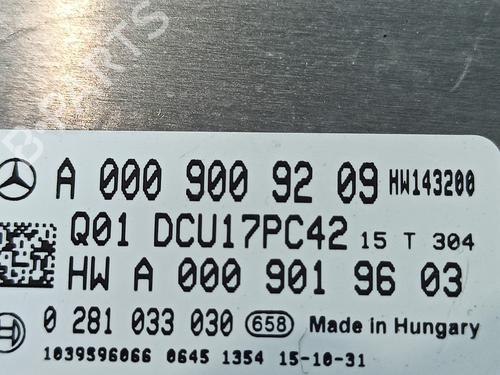 B-PARTS
A 000 900 92 09 HW143200
Q01 DCU17PC42 15 T 304
HW A 000 901 96 03
0 281 033 030 658 Made in Hungary
1039S96066 0645 1354 15-10-31